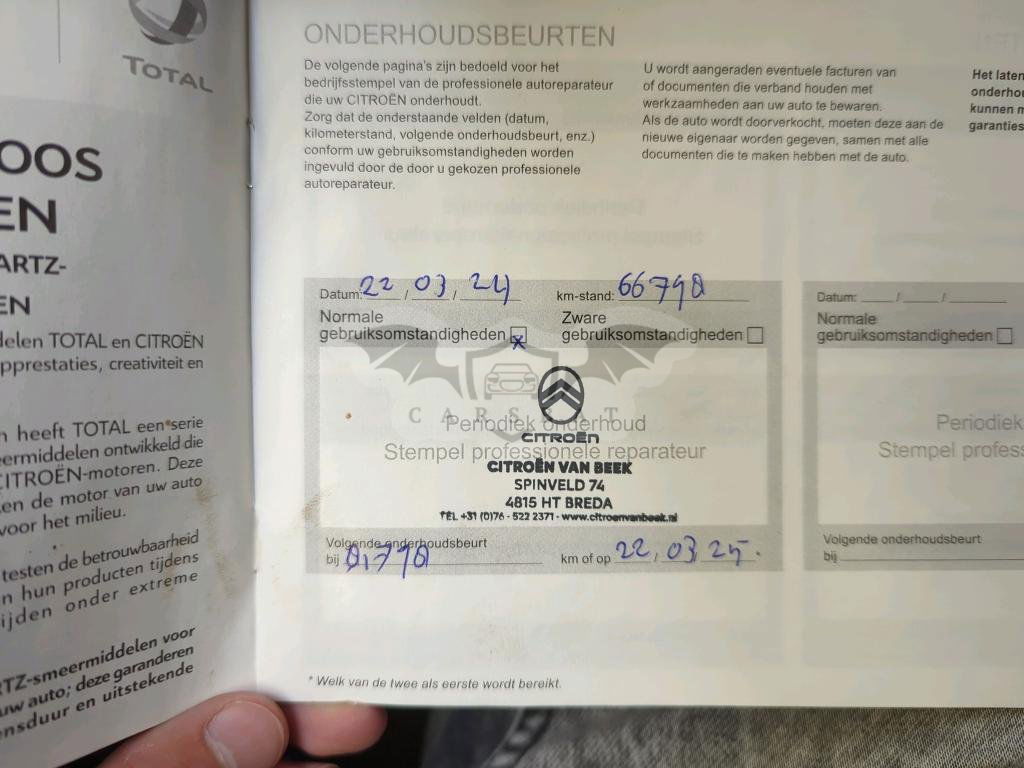 TOTAL
OOS
EN
ARTZ-
EN
delen TOTAL en CITROËN
pprestaties, creativiteit en
n heeft TOTAL een serie
eermiddelen ontwikkeld die
CITROËN-motoren. Deze
en de motor van uw auto
voor het milieu.
testen de betrouwbaarheid
n hun producten tijdens
ijden onder extreme
RTZ-smeermiddelen voor
uw auto; deze garanderen
ensduur en uitstekende
ONDERHOUDSBEURTEN
De volgende pagina's zijn bedoeld voor het
bedrijfsstempel van de professionele autoreparateur
die uw CITROËN onderhoudt.
Zorg dat de onderstaande velden (datum,
kilometerstand, volgende onderhoudsbeurt, enz.)
conform uw gebruiksomstandigheden worden
ingevuld door de door u gekozen professionele
autoreparateur.
U wordt aangeraden eventuele facturen van
of documenten die verband houden met
werkzaamheden aan uw auto te bewaren.
Als de auto wordt doorverkocht, moeten deze aan de
nieuwe eigenaar worden gegeven, samen met alle
documenten die te maken hebben met de auto.
Het laten
onderhou
kunnen m
garanties
Datum: 22 / 03 / 24 km-stand: 66790
Normale
gebruiksomstandigheden x
Zware
gebruiksomstandigheden
CARSBAT
Periodiek onderhoud
Stempel professionele reparateur
CITROËN
CITROËN VAN BEEK
SPINVELD 74
4815 HT BREDA
TEL +31 (0)76 - 522 2371 - www.citroenvanbeek.nl
Volgende onderhoudsbeurt
bij km of op 22 / 03 / 25.
Datum: / /
Normale
gebruiksomstandigheden
Periodiek
Stempel profess
Volgende onderhoudsbeurt
bij
* Welk van de twee als eerste wordt bereikt.